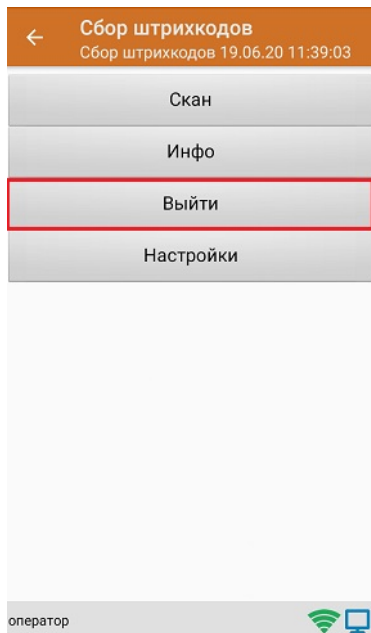 Сбор штрихкодов
Сбор штрихкодов 19.06.20 11:39:03
Скан
Инфо
Выйти
Настройки
оператор